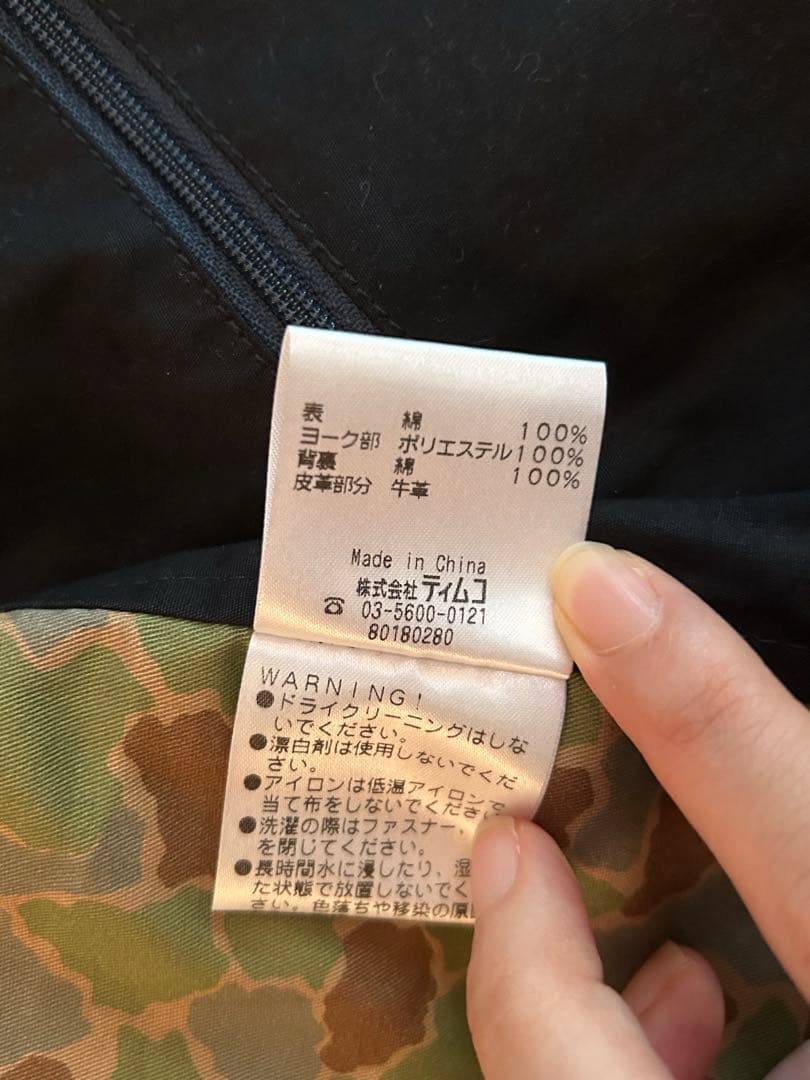 表 綿 100%
ヨーク部 ポリエステル100%
背裏 綿 100%
皮革部分 牛革
Made in China
株式会社 ティムコ
☎ 03-5600-0121
80180280
WARNING!
●ドライクリーニングはしな
いでください。
●漂白剤は使用しないでくだ
さい。
●アイロンは低温アイロンで
当て布をしないでください
●洗濯の際はファスナー、
を閉じてください。
●長時間水に浸したり、湿
た状態で放置しないでく
さい。色落ちや移染の原